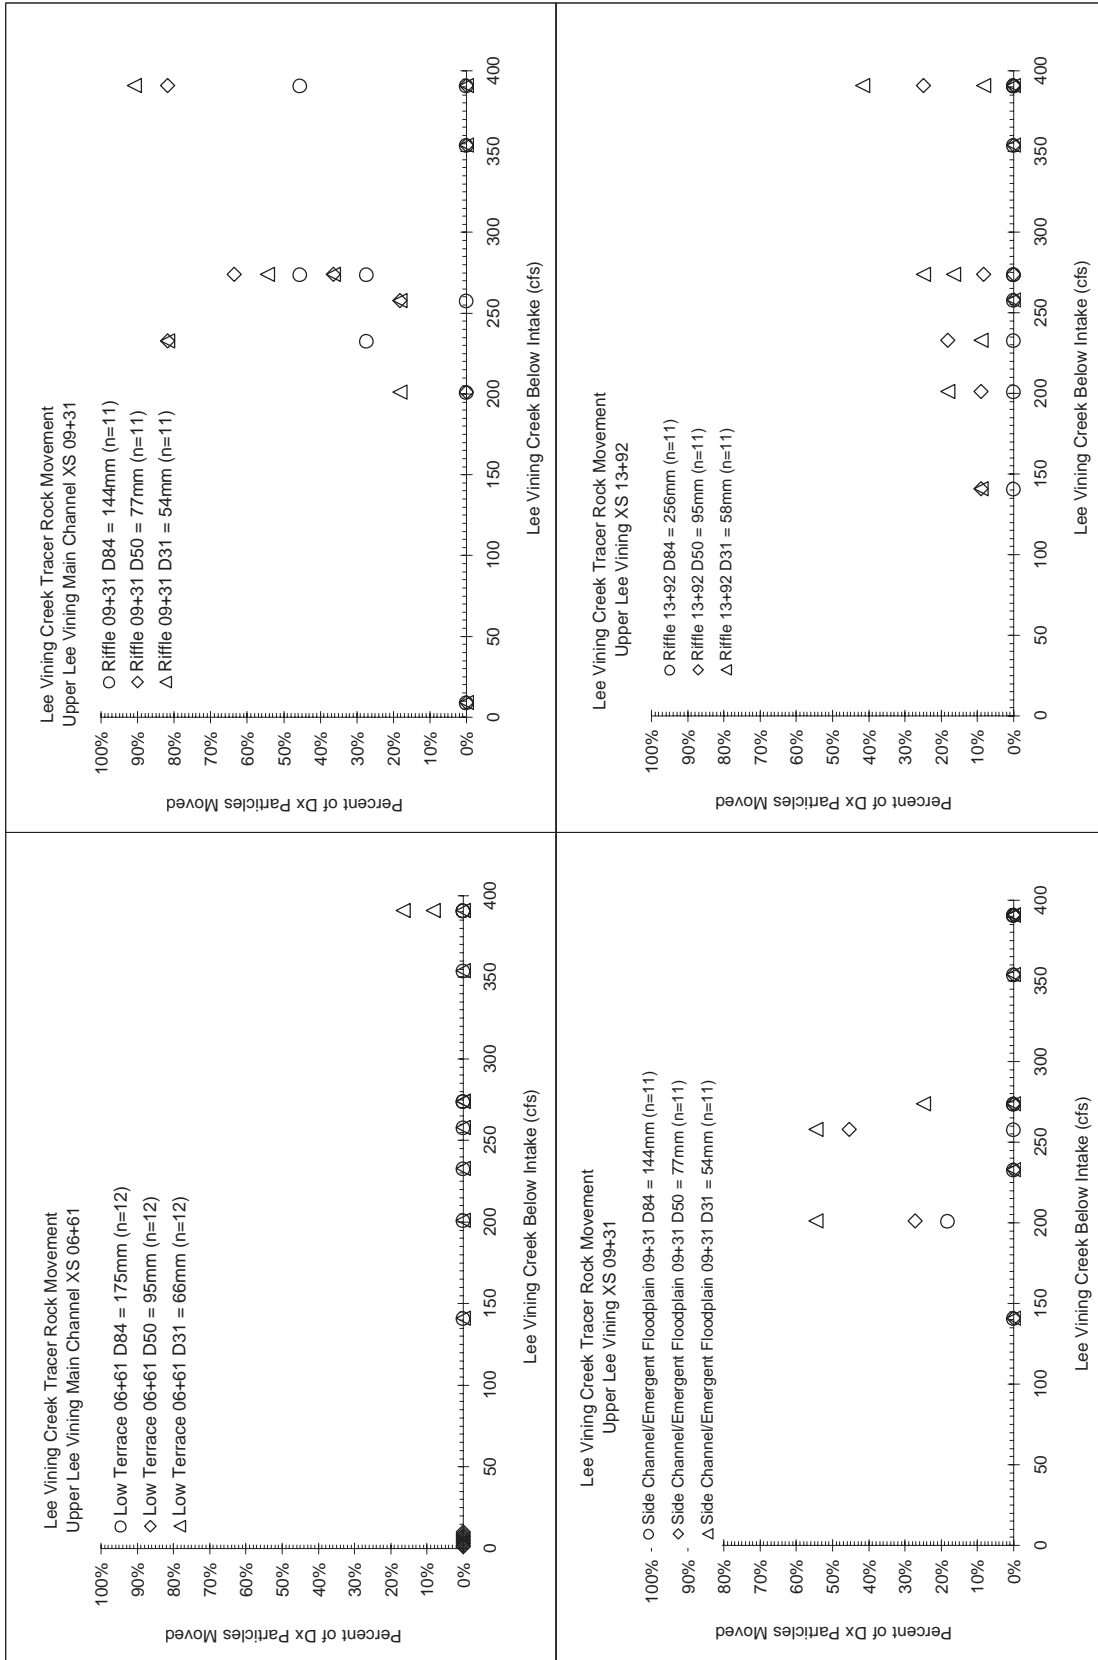 Lee Vining Creek Tracer Rock Movement
Upper Lee Vining Main Channel XS 06+61
Low Terrace 06+61 D84 = 175mm (n=12)
Low Terrace 06+61 D50 = 95mm (n=12)
Low Terrace 06+61 D31 = 66mm (n=12)
Percent of Dx Particles Moved
100%
90%
80%
70%
60%
50%
40%
30%
20%
10%
0%
0 50 100 150 200 250 300 350 400
Lee Vining Creek Below Intake (cfs)
Lee Vining Creek Tracer Rock Movement
Upper Lee Vining Main Channel XS 09+31
Riffle 09+31 D84 = 144mm (n=11)
Riffle 09+31 D50 = 77mm (n=11)
Riffle 09+31 D31 = 54mm (n=11)
Percent of Dx Particles Moved
100%
90%
80%
70%
60%
50%
40%
30%
20%
10%
0%
0 50 100 150 200 250 300 350 400
Lee Vining Creek Below Intake (cfs)
Lee Vining Creek Tracer Rock Movement
Upper Lee Vining XS 09+31
Side Channel/Emergent Floodplain 09+31 D84 = 144mm (n=11)
Side Channel/Emergent Floodplain 09+31 D50 = 77mm (n=11)
Side Channel/Emergent Floodplain 09+31 D31 = 54mm (n=11)
Percent of Dx Particles Moved
100%
90%
80%
70%
60%
50%
40%
30%
20%
10%
0%
0 50 100 150 200 250 300 350 400
Lee Vining Creek Below Intake (cfs)
Lee Vining Creek Tracer Rock Movement
Upper Lee Vining XS 13+92
Riffle 13+92 D84 = 256mm (n=11)
Riffle 13+92 D50 = 95mm (n=11)
Riffle 13+92 D31 = 58mm (n=11)
Percent of Dx Particles Moved
100%
90%
80%
70%
60%
50%
40%
30%
20%
10%
0%
0 50 100 150 200 250 300 350 400
Lee Vining Creek Below Intake (cfs)